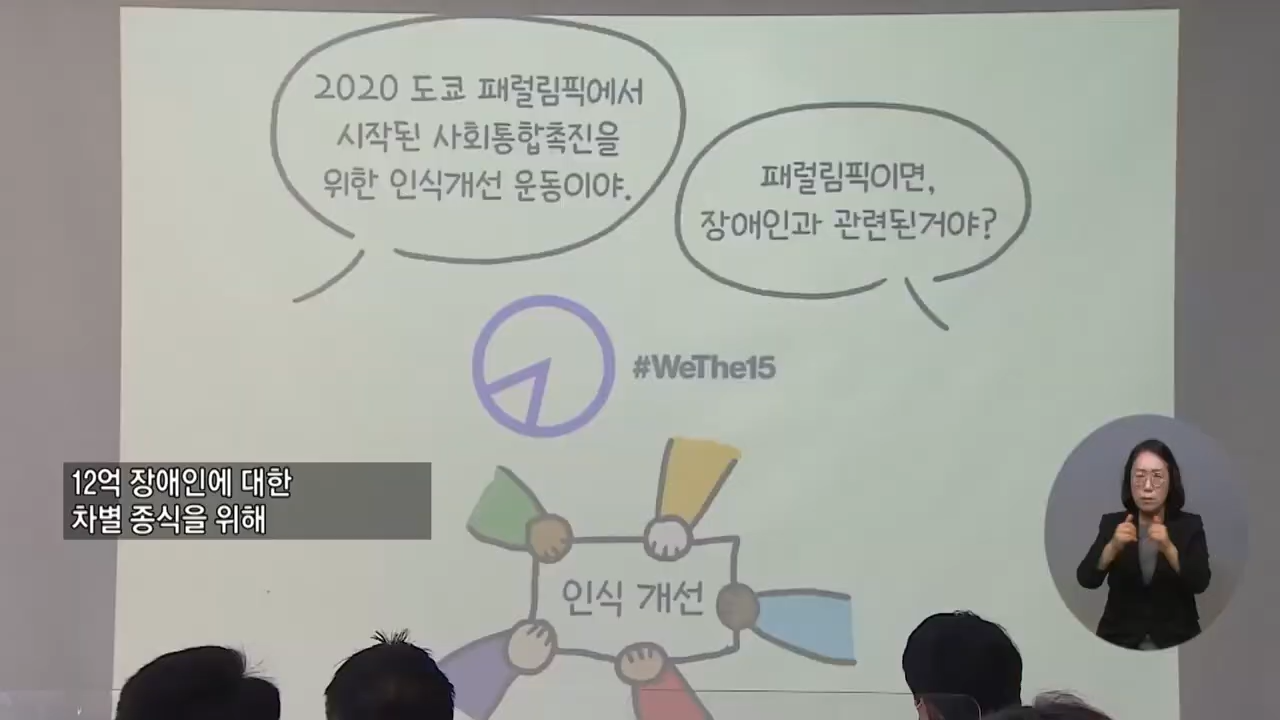 2020 도쿄 패럴림픽에서
시작된 사회통합촉진을
위한 인식개선 운동이야.
패럴림픽이면,
장애인과 관련된거야?
#WeThe15
12억 장애인에 대한
차별 종식을 위해
인식 개선